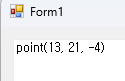 Form1
point(13, 21, -4)